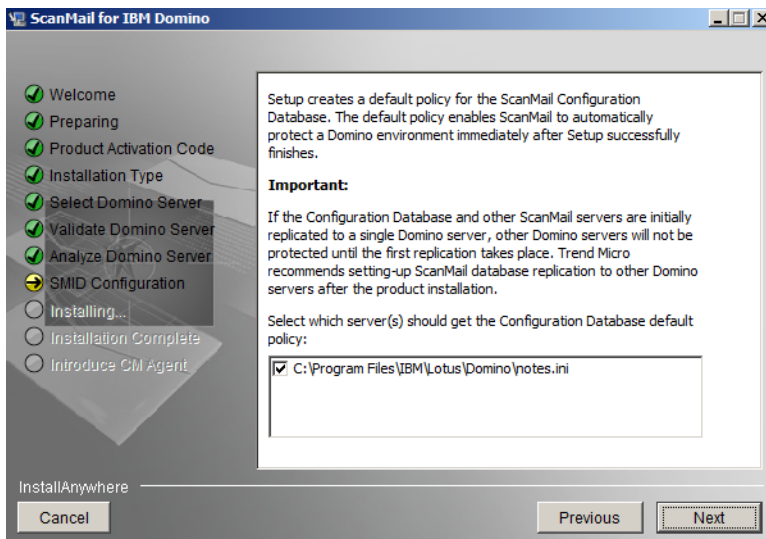 ScanMail for IBM Domino
Welcome
Preparing
Product Activation Code
Installation Type
Select Domino Server
Validate Domino Server
Analyze Domino Server
SMID Configuration
Installing...
Installation Complete
Introduce CM Agent
Setup creates a default policy for the ScanMail Configuration
Database. The default policy enables ScanMail to automatically
protect a Domino environment immediately after Setup successfully
finishes.
Important:
If the Configuration Database and other ScanMail servers are initially
replicated to a single Domino server, other Domino servers will not be
protected until the first replication takes place. Trend Micro
recommends setting-up ScanMail database replication to other Domino
servers after the product installation.
Select which server(s) should get the Configuration Database default
policy:
C:\Program Files\IBM\Lotus\Domino\notes.ini
InstallAnywhere
Cancel
Previous
Next